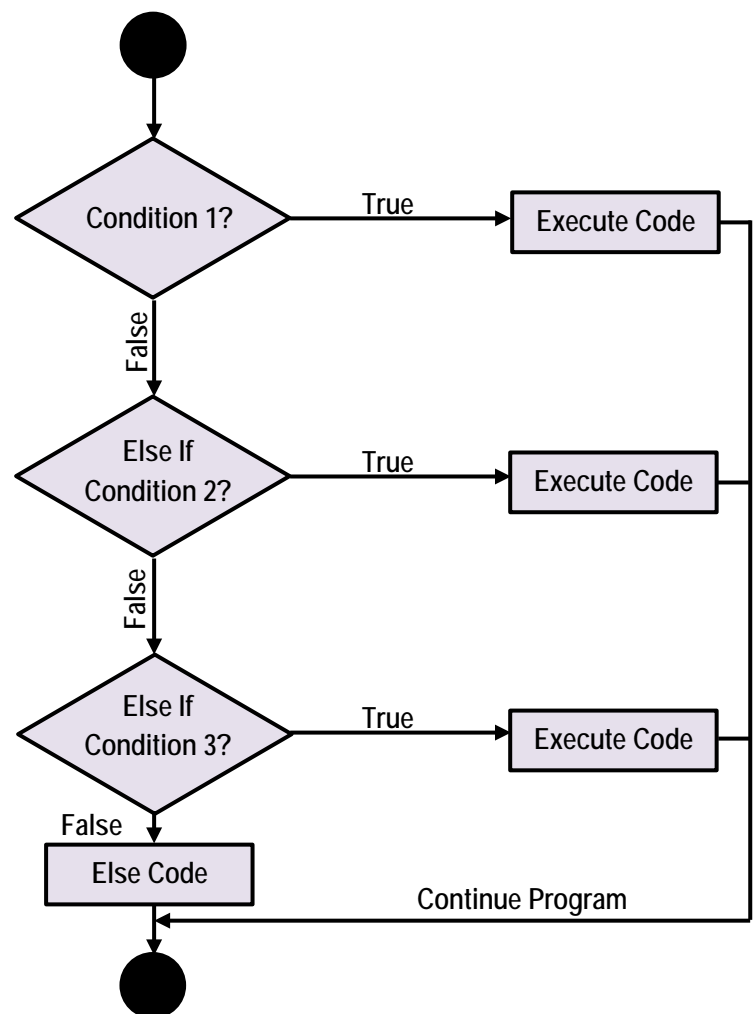 Condition 1?
True
Execute Code
False
Else If
Condition 2?
True
Execute Code
False
Else If
Condition 3?
True
Execute Code
False
Else Code
Continue Program